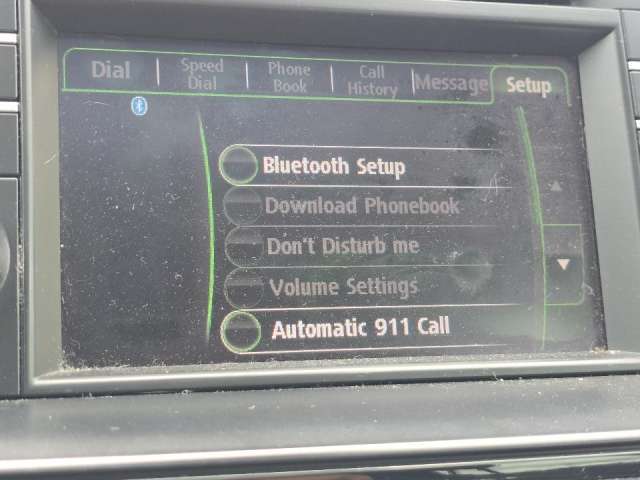 Dial
Speed
Dial
Phone
Book
Call
History
Message
Setup
Bluetooth Setup
Download Phonebook
Don't Disturb me
Volume Settings
Automatic 911 Call